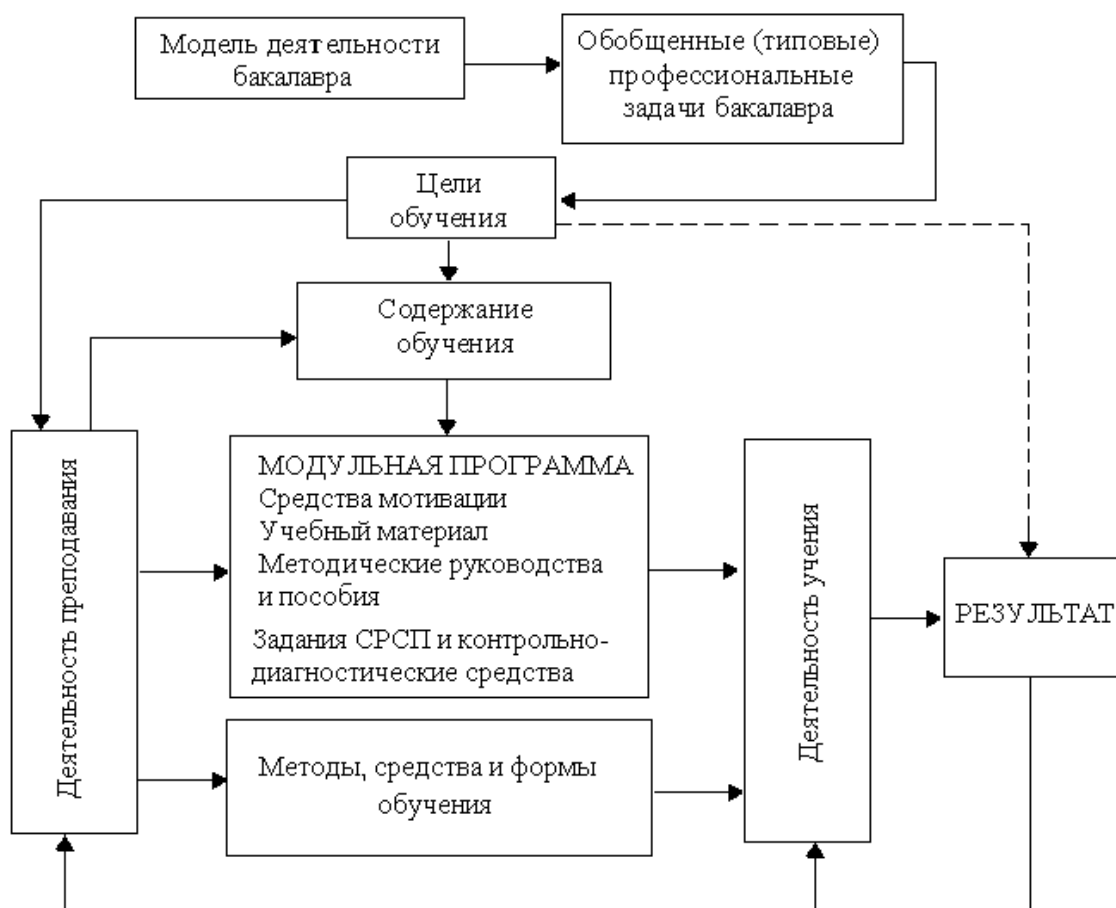 Модель деятельности
бакалавра
Обобщенные (типовые)
профессиональные
задачи бакалавра
Цели
обучения
Содержание
обучения
Деятельность преподавания
МОДУЛЬНАЯ ПРОГРАММА
Средства мотивации
Учебный материал
Методические руководства
и пособия
Задания СРСП и контрольно-
диагностические средства
Методы, средства и формы
обучения
Деятельность учения
РЕЗУЛЬТАТ